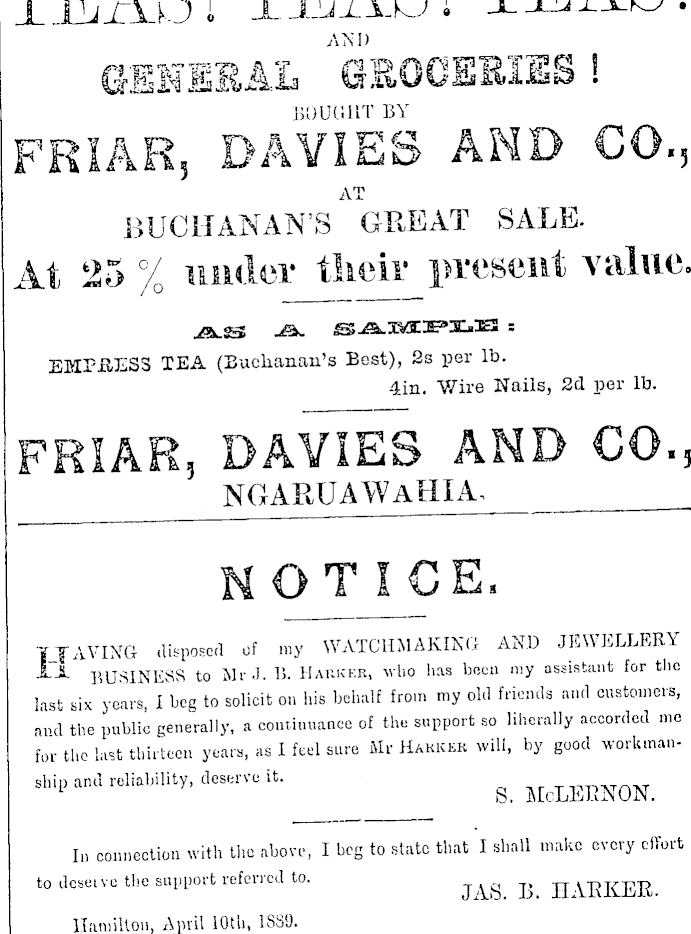 TEAS! TEAS! TEAS!
AND
GENERAL GROCERIES!
BOUGHT BY
FRIAR, DAVIES AND CO.,
AT
BUCHANAN'S GREAT SALE.
At 25 % under their present value.
AS A SAMPLE:
EMPRESS TEA (Buchanan's Best), 2s per lb.
4in. Wire Nails, 2d per lb.
FRIAR, DAVIES AND CO.,
NGARUAWAHIA.
NOTICE.
HAVING disposed of my WATCHMAKING AND JEWELLERY
BUSINESS to Mr J. B. HARKER, who has been my assistant for the
last six years, I beg to solicit on his behalf from my old friends and customers,
and the public generally, a continuance of the support so liberally accorded me
for the last thirteen years, as I feel sure Mr HARKER will, by good workman-
ship and reliability, deserve it.
S. McLERNON.
In connection with the above, I beg to state that I shall make every effort
to deserve the support referred to.
JAS. B. HARKER.
Hamilton, April 10th, 1889.